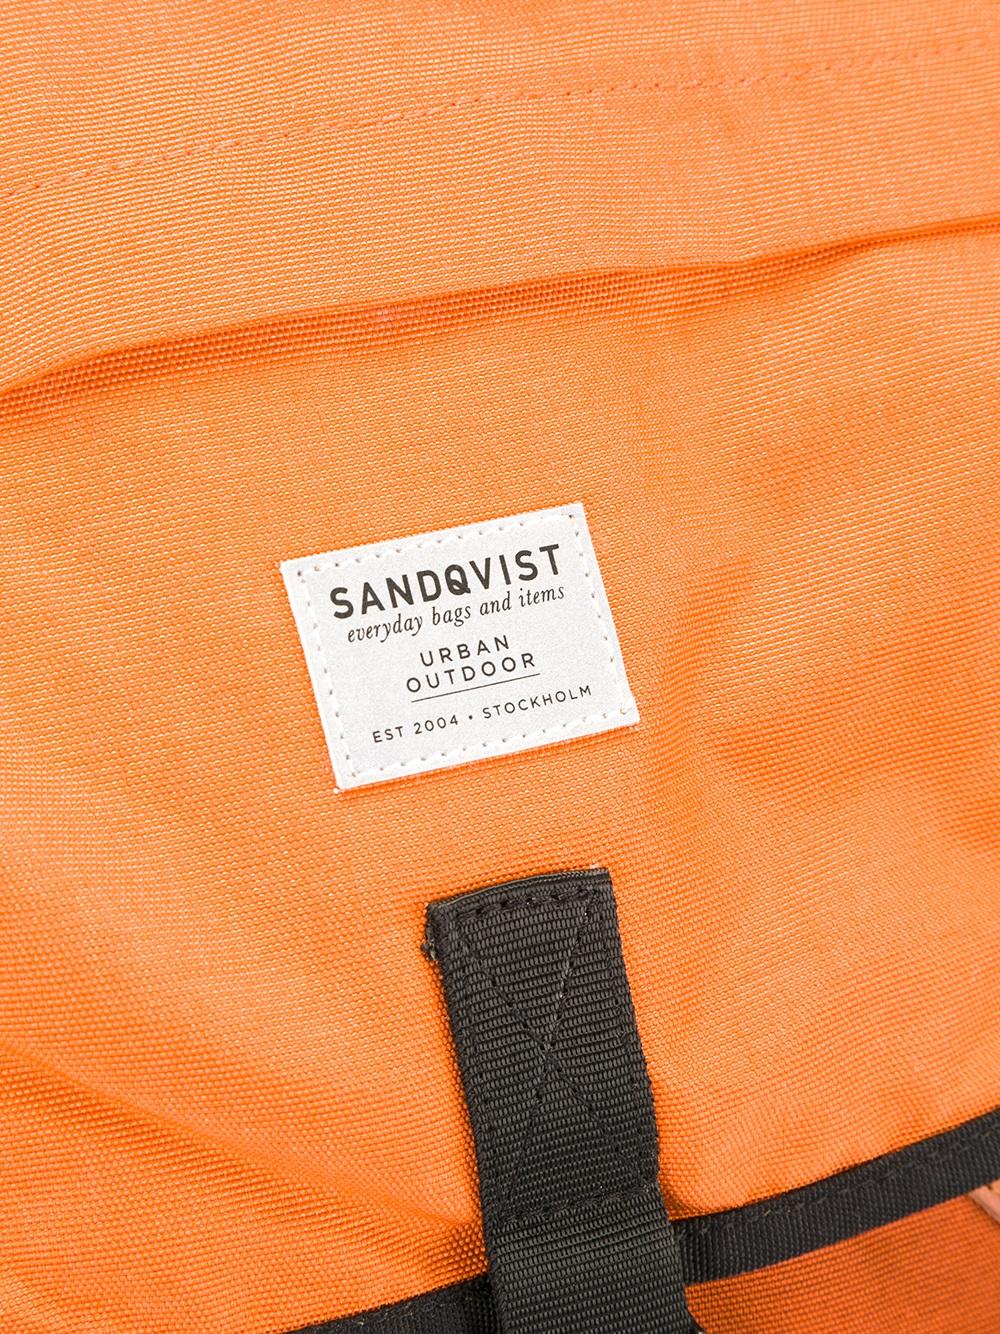 SANDQVIST
everyday bags and items
URBAN
OUTDOOR
EST 2004 • STOCKHOLM